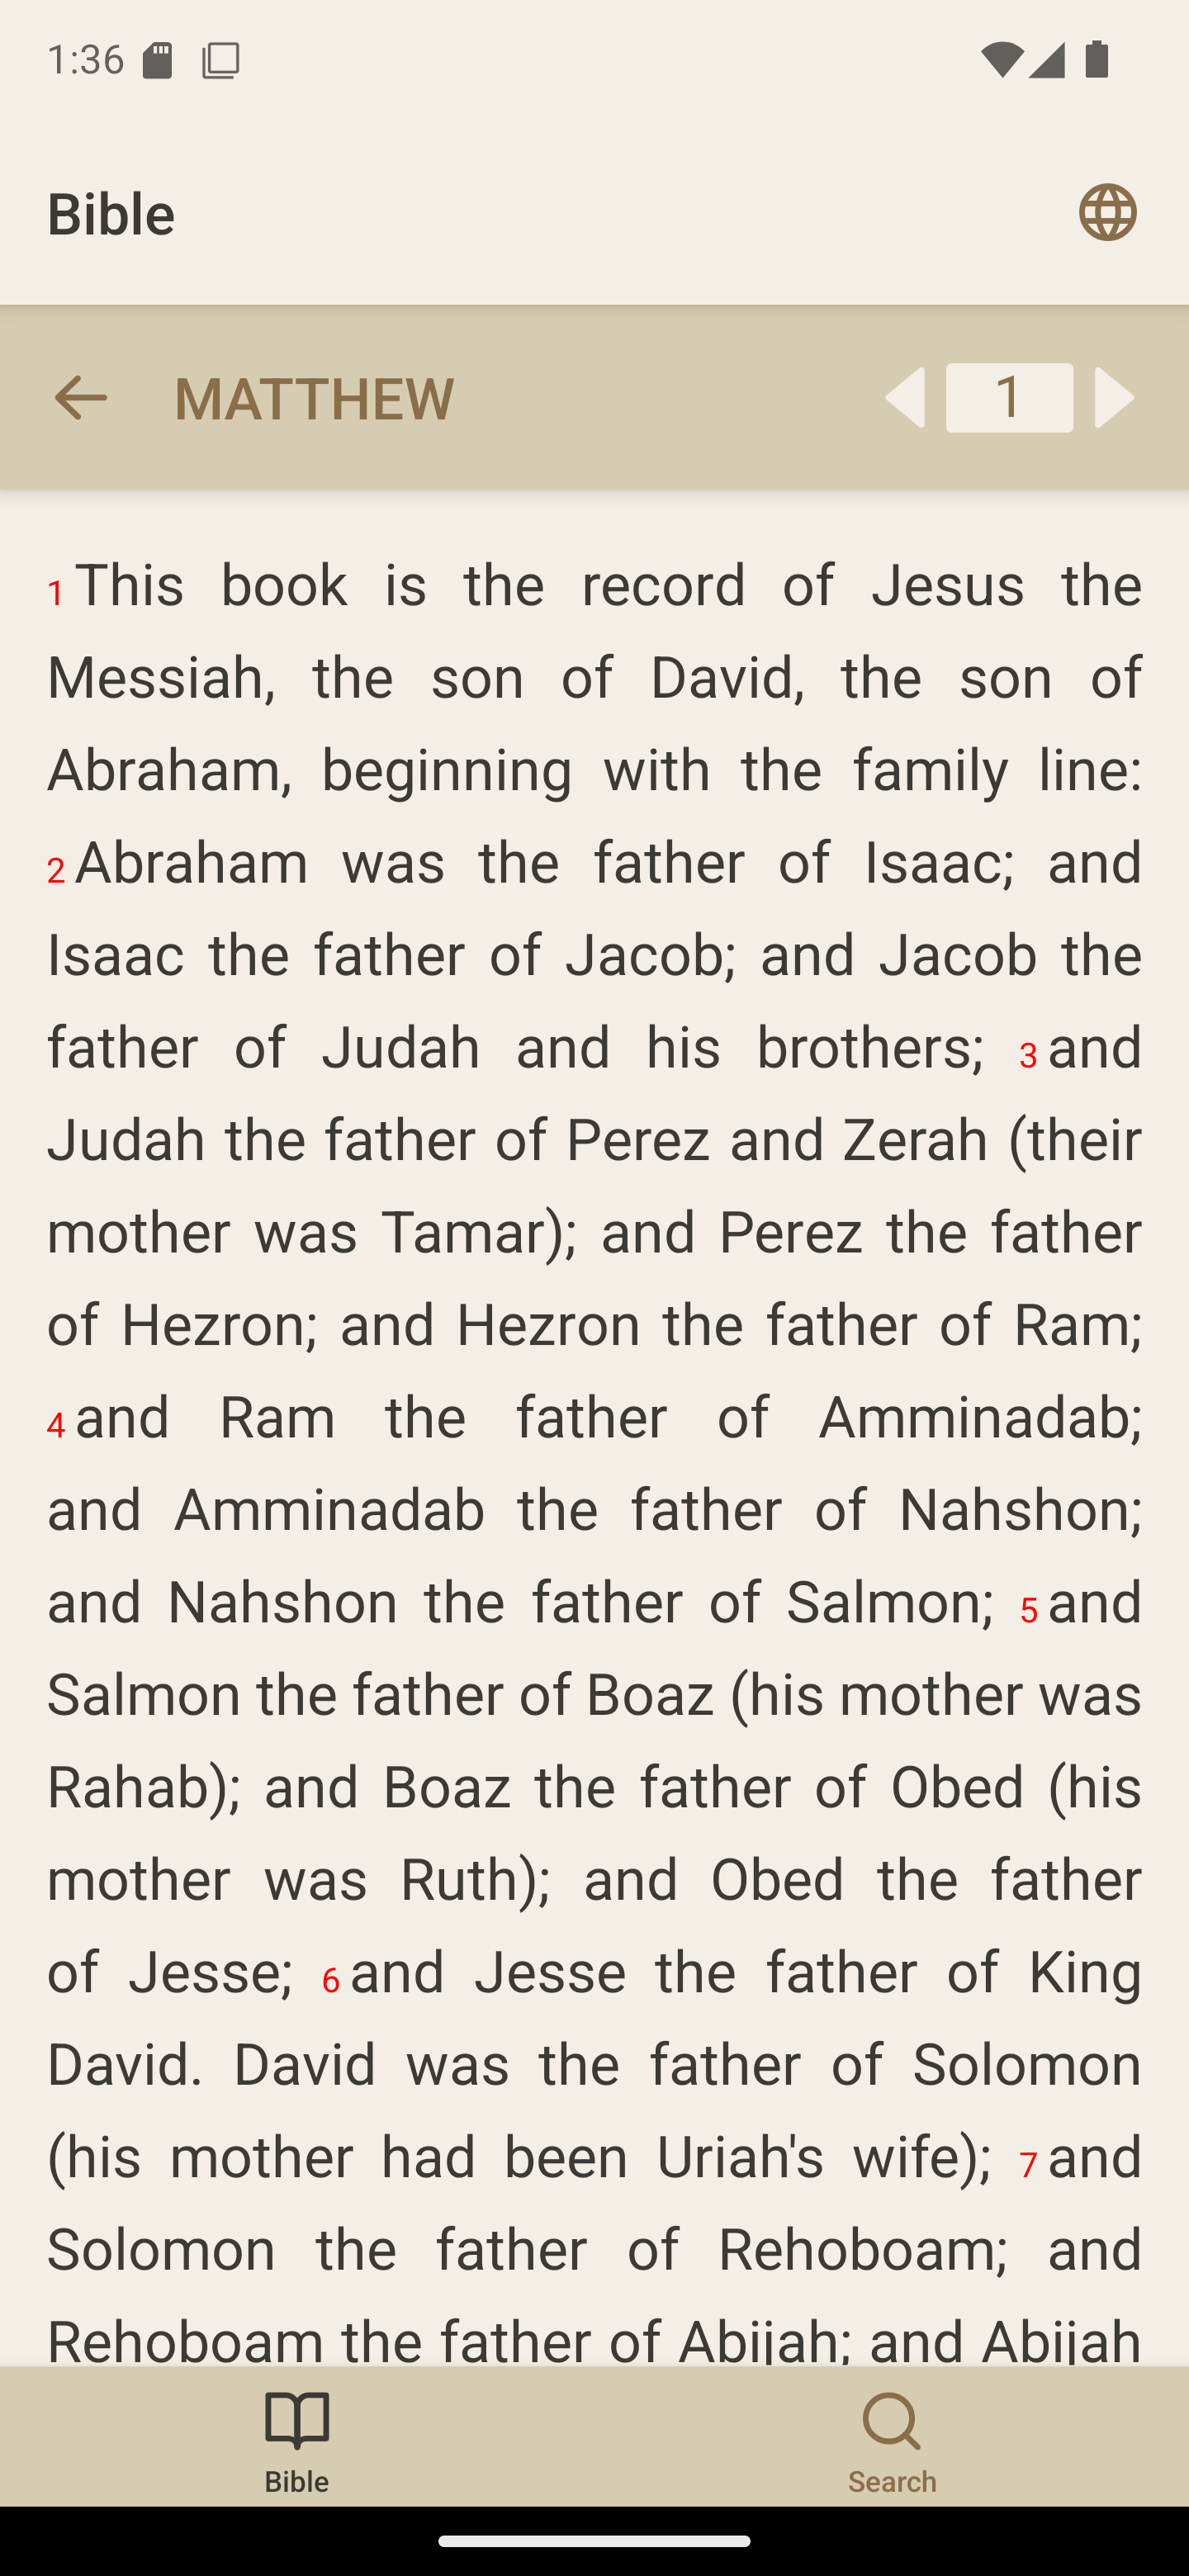 1:36
Bible
MATTHEW
1
1 This book is the record of Jesus the
Messiah, the son of David, the son of
Abraham, beginning with the family line:
2 Abraham was the father of Isaac; and
Isaac the father of Jacob; and Jacob the
father of Judah and his brothers; 3 and
Judah the father of Perez and Zerah (their
mother was Tamar); and Perez the father
of Hezron; and Hezron the father of Ram;
4 and Ram the father of Amminadab;
and Amminadab the father of Nahshon;
and Nahshon the father of Salmon; 5 and
Salmon the father of Boaz (his mother was
Rahab); and Boaz the father of Obed (his
mother was Ruth); and Obed the father
of Jesse; 6 and Jesse the father of King
David. David was the father of Solomon
(his mother had been Uriah's wife); 7 and
Solomon the father of Rehoboam; and
Rehoboam the father of Abijah; and Abijah
Bible
Search